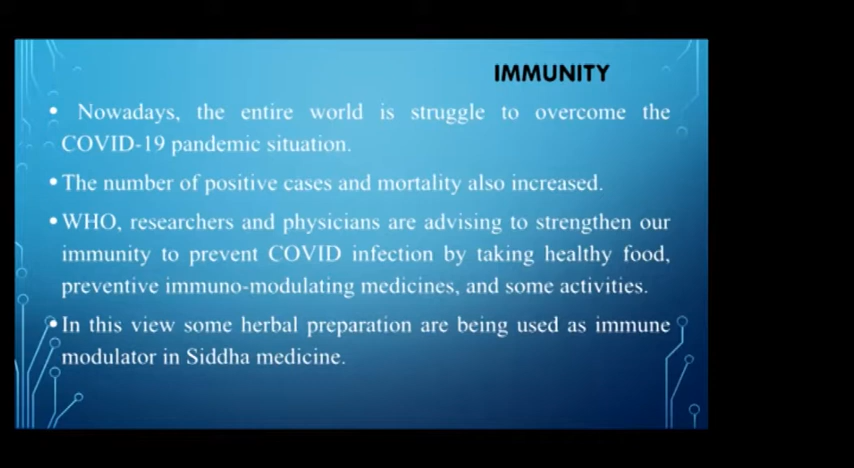 IMMUNITY
• Nowadays, the entire world is struggle to overcome the
COVID-19 pandemic situation.
• The number of positive cases and mortality also increased.
• WHO, researchers and physicians are advising to strengthen our
immunity to prevent COVID infection by taking healthy food,
preventive immuno-modulating medicines, and some activities.
• In this view some herbal preparation are being used as immune
modulator in Siddha medicine.